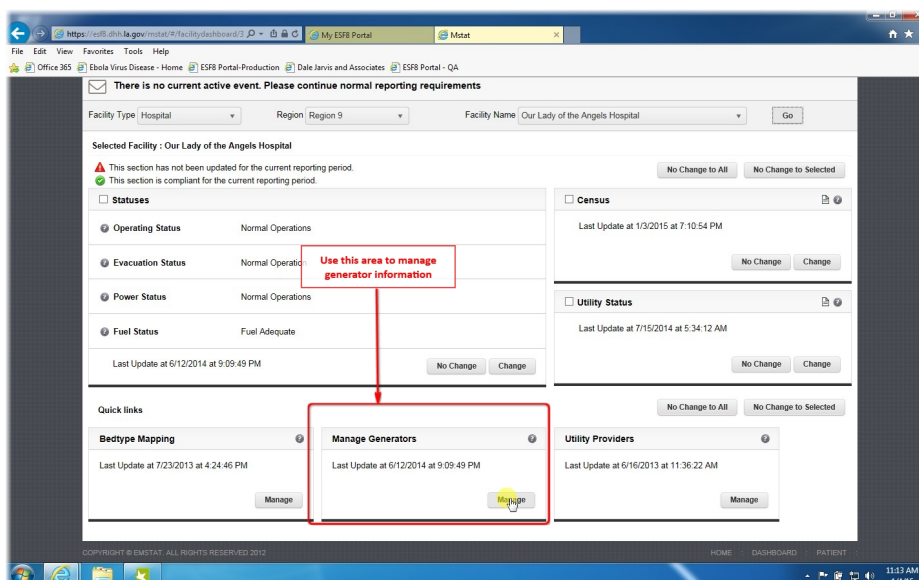 https://esf8.dhh.la.gov/mstat/#/facilitydashboard/3
My ESF8 Portal
Mstat
File Edit View Favorites Tools Help
Office 365 Ebola Virus Disease - Home ESF8 Portal-Production Dale Jarvis and Associates ESF8 Portal - QA
There is no current active event. Please continue normal reporting requirements
Facility Type Hospital Region Region 9 Facility Name Our Lady of the Angels Hospital Go
Selected Facility : Our Lady of the Angels Hospital
This section has not been updated for the current reporting period.
This section is compliant for the current reporting period.
No Change to All No Change to Selected
Statuses
Operating Status Normal Operations
Evacuation Status Normal Operation
Power Status Normal Operations
Fuel Status Fuel Adequate
Last Update at 6/12/2014 at 9:09:49 PM No Change Change
Use this area to manage
generator information
Census
Last Update at 1/3/2015 at 7:10:54 PM
No Change Change
Utility Status
Last Update at 7/15/2014 at 5:34:12 AM
No Change Change
Quick links No Change to All No Change to Selected
Bedtype Mapping
Last Update at 7/23/2013 at 4:24:46 PM
Manage
Manage Generators
Last Update at 6/12/2014 at 9:09:49 PM
Manage
Utility Providers
Last Update at 6/16/2013 at 11:36:22 AM
Manage
COPYRIGHT © EMSTAT. ALL RIGHTS RESERVED 2012 HOME : DASHBOARD : PATIENT :
11:13 AM